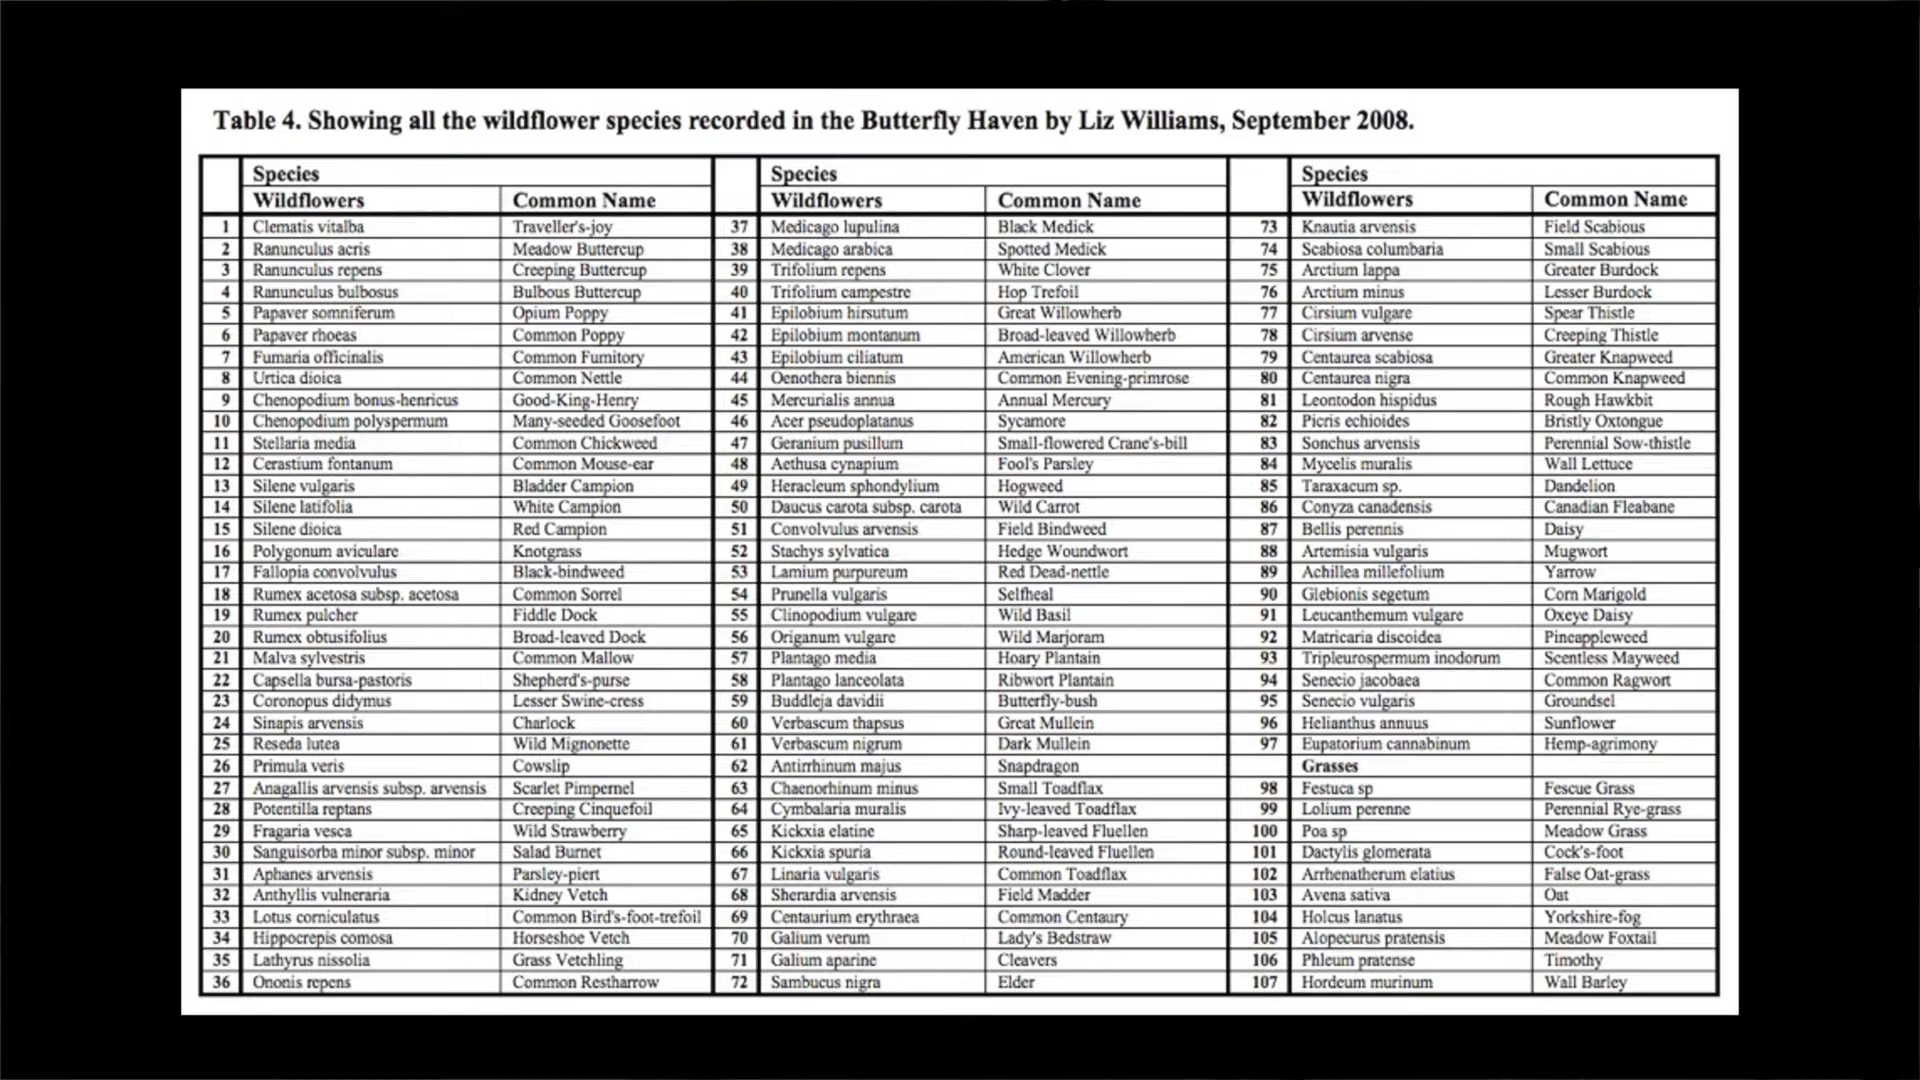 Table 4. Showing all the wildflower species recorded in the Butterfly Haven by Liz Williams, September 2008.
Species Species Species
Wildflowers Common Name Wildflowers Common Name Wildflowers Common Name
1 Clematis vitalba Traveller's-joy 37 Medicago lupulina Black Medick 73 Knautia arvensis Field Scabious
2 Ranunculus acris Meadow Buttercup 38 Medicago arabica Spotted Medick 74 Scabiosa columbaria Small Scabious
3 Ranunculus repens Creeping Buttercup 39 Trifolium repens White Clover 75 Arctium lappa Greater Burdock
4 Ranunculus bulbosus Bulbous Buttercup 40 Trifolium campestre Hop Trefoil 76 Arctium minus Lesser Burdock
5 Papaver somniferum Opium Poppy 41 Epilobium hirsutum Great Willowherb 77 Cirsium vulgare Spear Thistle
6 Papaver rhoeas Common Poppy 42 Epilobium montanum Broad-leaved Willowherb 78 Cirsium arvense Creeping Thistle
7 Fumaria officinalis Common Fumitory 43 Epilobium ciliatum American Willowherb 79 Centaurea scabiosa Greater Knapweed
8 Urtica dioica Common Nettle 44 Oenothera biennis Common Evening-primrose 80 Centaurea nigra Common Knapweed
9 Chenopodium bonus-henricus Good-King-Henry 45 Mercurialis annua Annual Mercury 81 Leontodon hispidus Rough Hawkbit
10 Chenopodium polyspermum Many-seeded Goosefoot 46 Acer pseudoplatanus Sycamore 82 Picris echioides Bristly Oxtongue
11 Stellaria media Common Chickweed 47 Geranium pusillum Small-flowered Crane's-bill 83 Sonchus arvensis Perennial Sow-thistle
12 Cerastium fontanum Common Mouse-ear 48 Aethusa cynapium Fool's Parsley 84 Mycelis muralis Wall Lettuce
13 Silene vulgaris Bladder Campion 49 Heracleum sphondylium Hogweed 85 Taraxacum sp. Dandelion
14 Silene latifolia White Campion 50 Daucus carota subsp. carota Wild Carrot 86 Conyza canadensis Canadian Fleabane
15 Silene dioica Red Campion 51 Convolvulus arvensis Field Bindweed 87 Bellis perennis Daisy
16 Polygonum aviculare Knotgrass 52 Stachys sylvatica Hedge Woundwort 88 Artemisia vulgaris Mugwort
17 Fallopia convolvulus Black-bindweed 53 Lamium purpureum Red Dead-nettle 89 Achillea millefolium Yarrow
18 Rumex acetosa subsp. acetosa Common Sorrel 54 Prunella vulgaris Selfheal 90 Glebionis segetum Corn Marigold
19 Rumex pulcher Fiddle Dock 55 Clinopodium vulgare Wild Basil 91 Leucanthemum vulgare Oxeye Daisy
20 Rumex obtusifolius Broad-leaved Dock 56 Origanum vulgare Wild Marjoram 92 Matricaria discoidea Pineappleweed
21 Malva sylvestris Common Mallow 57 Plantago media Hoary Plantain 93 Tripleurospermum inodorum Scentless Mayweed
22 Capsella bursa-pastoris Shepherd's-purse 58 Plantago lanceolata Ribwort Plantain 94 Senecio jacobaea Common Ragwort
23 Coronopus didymus Lesser Swine-cress 59 Buddleja davidii Butterfly-bush 95 Senecio vulgaris Groundsel
24 Sinapis arvensis Charlock 60 Verbascum thapsus Great Mullein 96 Helianthus annuus Sunflower
25 Reseda lutea Wild Mignonette 61 Verbascum nigrum Dark Mullein 97 Eupatorium cannabinum Hemp-agrimony
26 Primula veris Cowslip 62 Antirrhinum majus Snapdragon Grasses
27 Anagallis arvensis subsp. arvensis Scarlet Pimpernel 63 Chaenorhinum minus Small Toadflax 98 Festuca sp Fescue Grass
28 Potentilla reptans Creeping Cinquefoil 64 Cymbalaria muralis Ivy-leaved Toadflax 99 Lolium perenne Perennial Rye-grass
29 Fragaria vesca Wild Strawberry 65 Kickxia elatine Sharp-leaved Fluellen 100 Poa sp Meadow Grass
30 Sanguisorba minor subsp. minor Salad Burnet 66 Kickxia spuria Round-leaved Fluellen 101 Dactylis glomerata Cock's-foot
31 Aphanes arvensis Parsley-piert 67 Linaria vulgaris Common Toadflax 102 Arrhenatherum elatius False Oat-grass
32 Anthyllis vulneraria Kidney Vetch 68 Sherardia arvensis Field Madder 103 Avena sativa Oat
33 Lotus corniculatus Common Bird's-foot-trefoil 69 Centaurium erythraea Common Centaury 104 Holcus lanatus Yorkshire-fog
34 Hippocrepis comosa Horseshoe Vetch 70 Galium verum Lady's Bedstraw 105 Alopecurus pratensis Meadow Foxtail
35 Lathyrus nissolia Grass Vetchling 71 Galium aparine Cleavers 106 Phleum pratense Timothy
36 Ononis repens Common Restharrow 72 Sambucus nigra Elder 107 Hordeum murinum Wall Barley